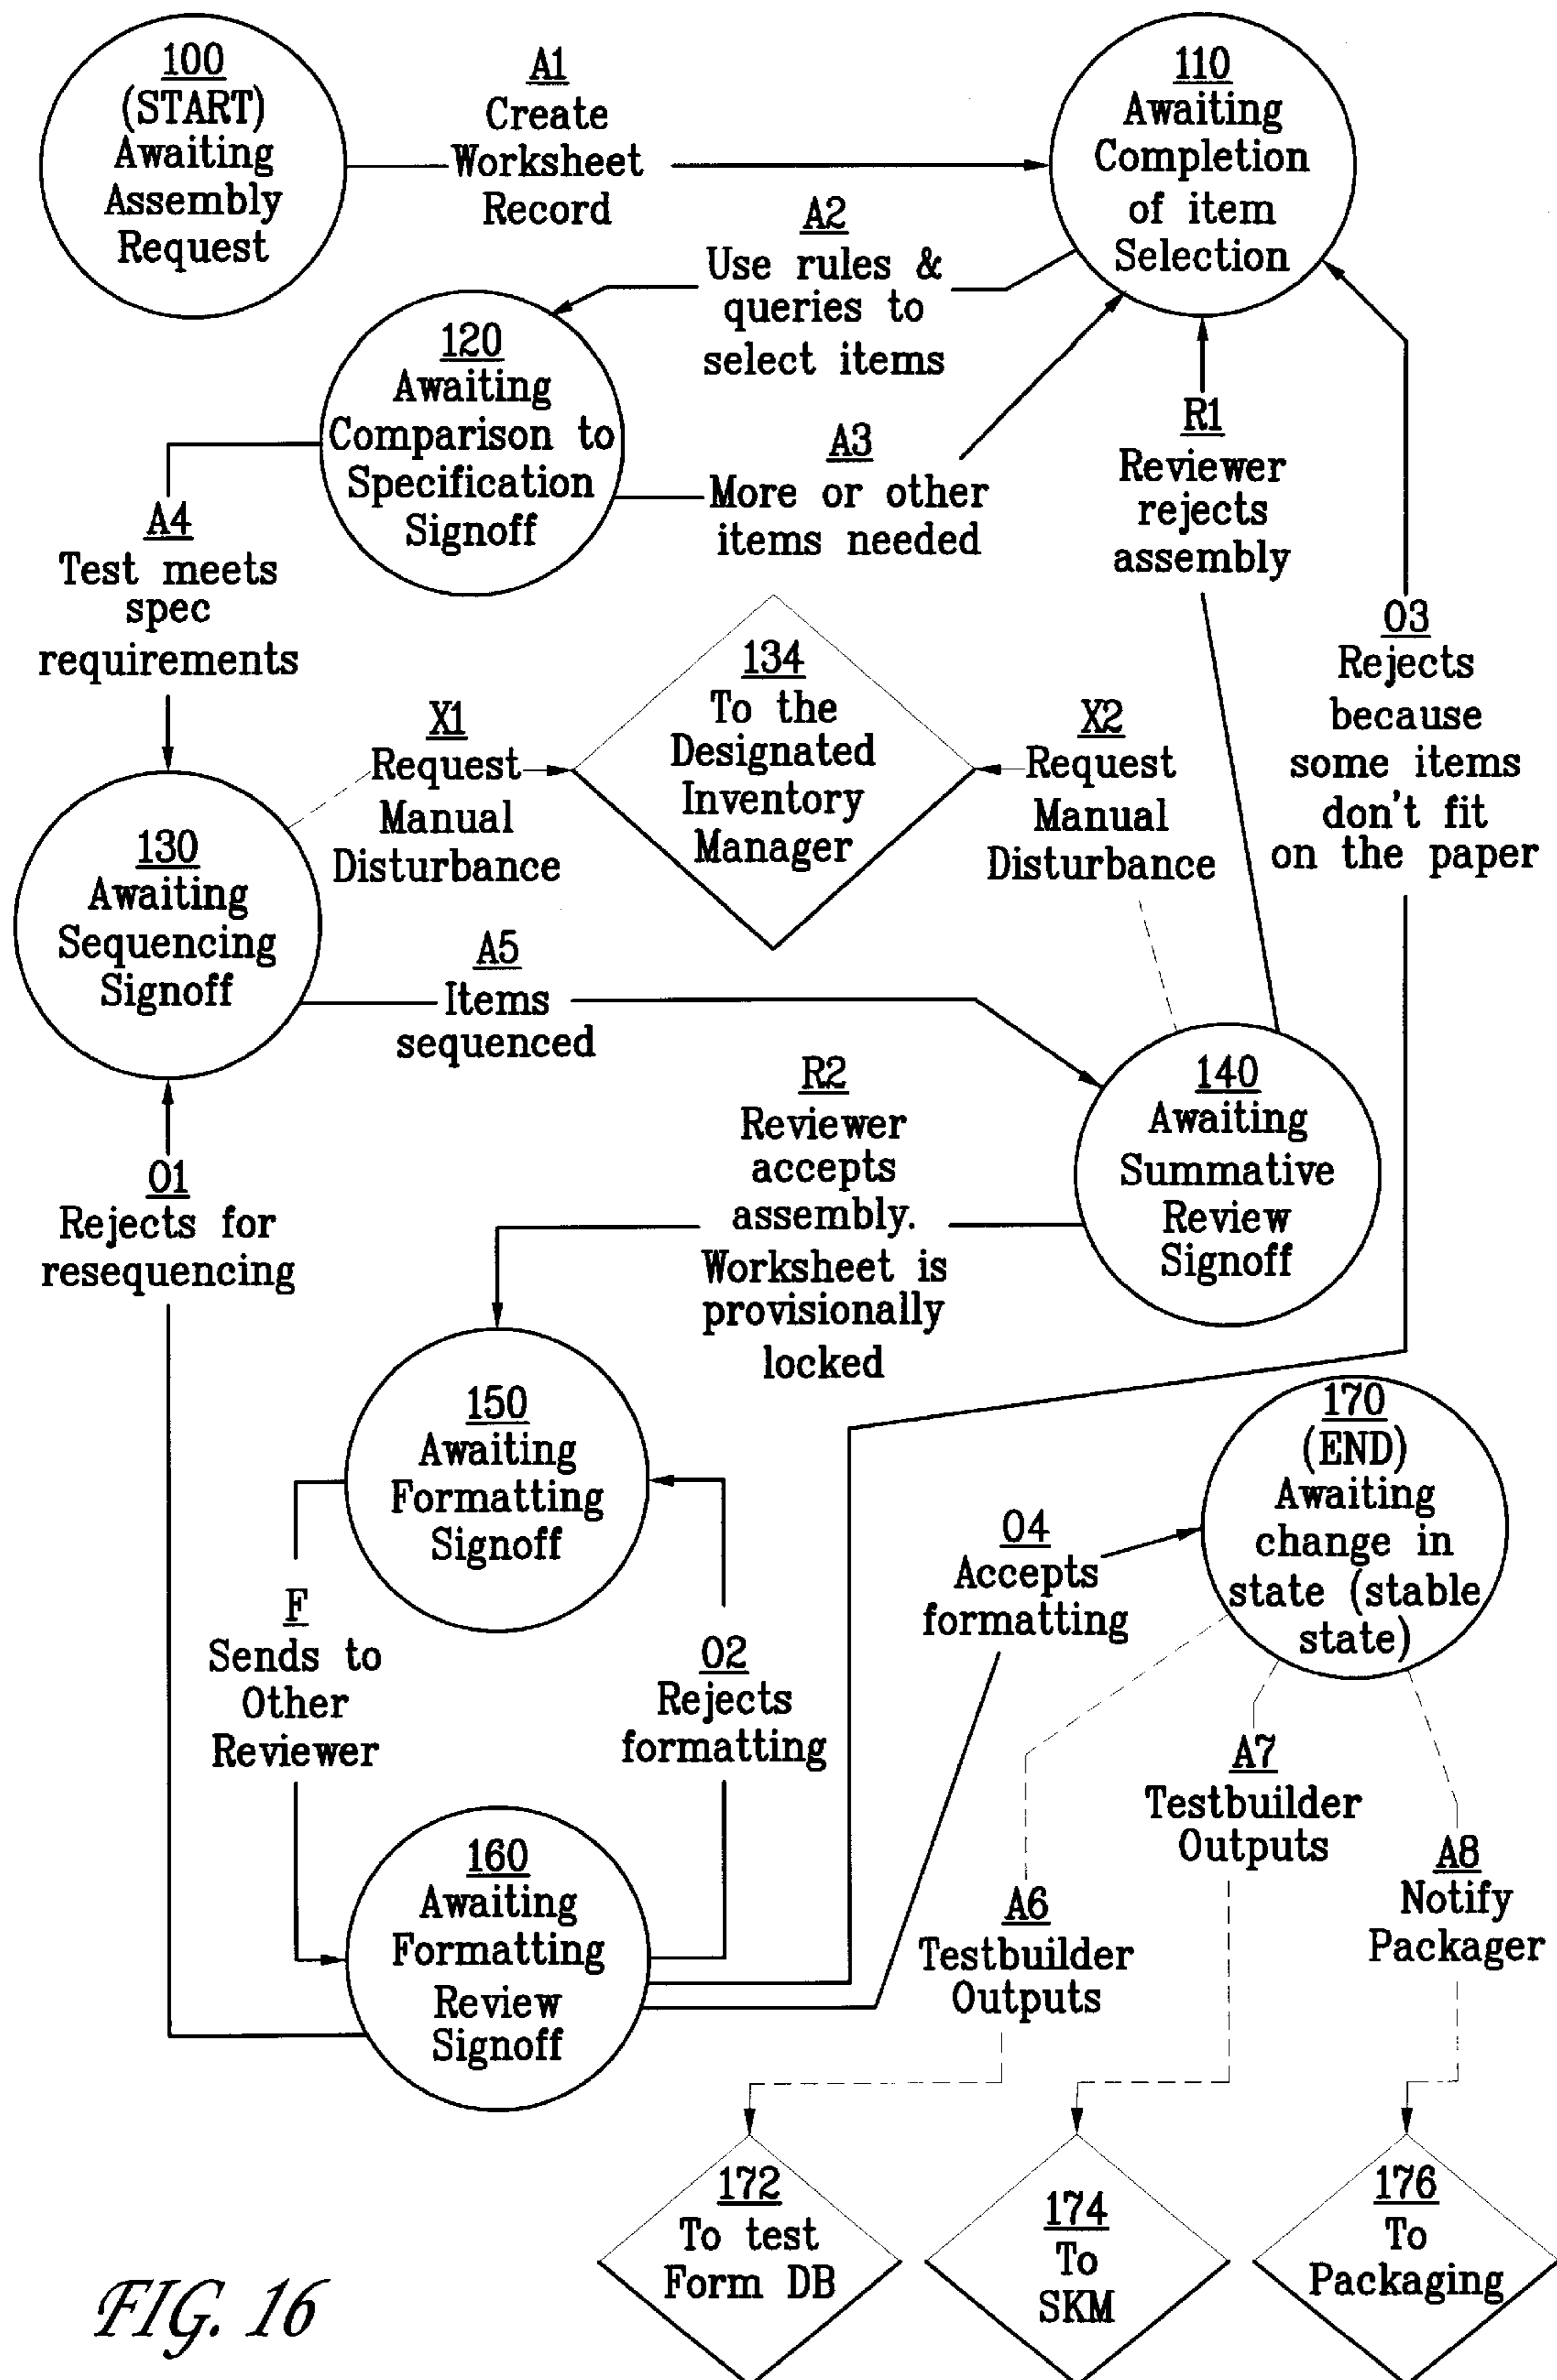 100
(START)
Awaiting
Assembly
Request
A1
Create
Worksheet
Record
110
Awaiting
Completion
of item
Selection
A2
Use rules &
queries to
select items
120
Awaiting
Comparison to
Specification
Signoff
A3
More or other
items needed
R1
Reviewer
rejects
assembly
A4
Test meets
spec
requirements
O3
Rejects
because
some items
don't fit
on the paper
134
To the
Designated
Inventory
Manager
X1
Request
Manual
Disturbance
X2
Request
Manual
Disturbance
130
Awaiting
Sequencing
Signoff
A5
Items
sequenced
140
Awaiting
Summative
Review
Signoff
R2
Reviewer
accepts
assembly.
Worksheet is
provisionally
locked
O1
Rejects for
resequencing
150
Awaiting
Formatting
Signoff
170
(END)
Awaiting
change in
state (stable
state)
O4
Accepts
formatting
F
Sends to
Other
Reviewer
O2
Rejects
formatting
A7
Testbuilder
Outputs
160
Awaiting
Formatting
Review
Signoff
A6
Testbuilder
Outputs
A8
Notify
Packager
172
To test
Form DB
174
To
SKM
176
To
Packaging
FIG. 16